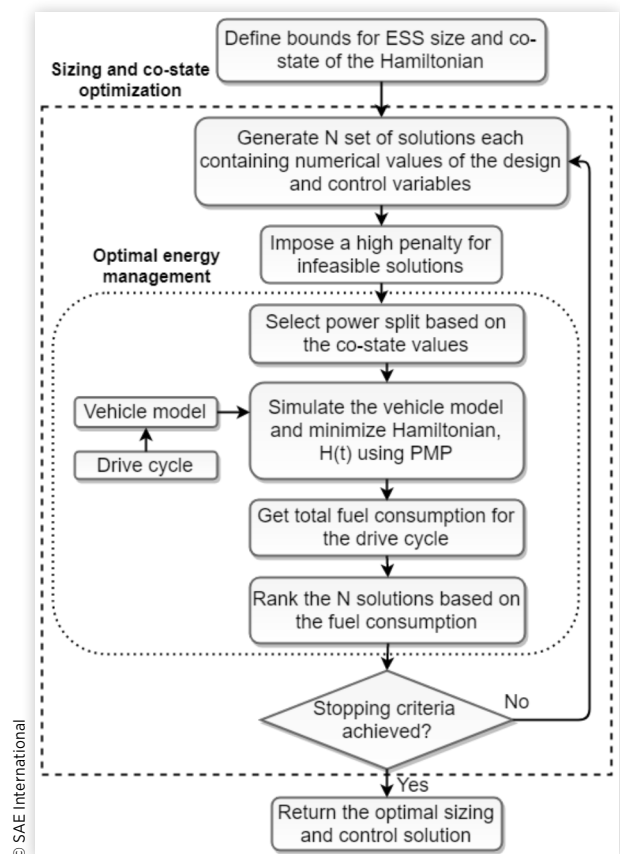 Define bounds for ESS size and co-
state of the Hamiltonian
Sizing and co-state
optimization
Generate N set of solutions each
containing numerical values of the design
and control variables
Impose a high penalty for
infeasible solutions
Optimal energy
management
Select power split based on
the co-state values
Vehicle model
Simulate the vehicle model
and minimize Hamiltonian,
H(t) using PMP
Drive cycle
Get total fuel consumption for
the drive cycle
Rank the N solutions based on
the fuel consumption
Stopping criteria
achieved?
No
Yes
Return the optimal sizing
and control solution
© SAE International